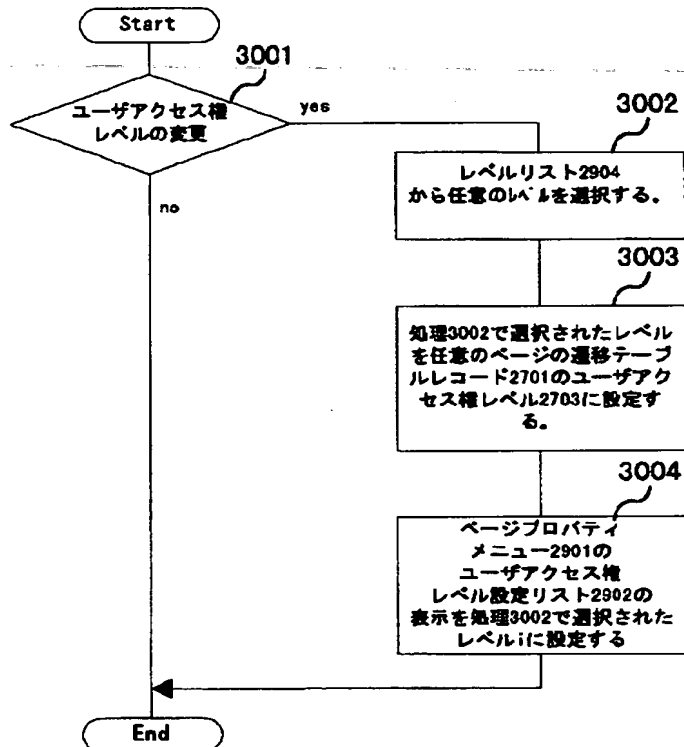 Start
3001
ユーザアクセス権
レベルの変更
yes
no
3002
レベルリスト2904
から任意のレベルを選択する。
3003
処理3002で選択されたレベル
を任意のページの遷移テーブ
ルレコード2701のユーザアク
セス権レベル2703に設定す
る。
3004
ページプロパティ
メニュー2901の
ユーザアクセス権
レベル設定リスト2902の
表示を処理3002で選択された
レベルiに設定する
End